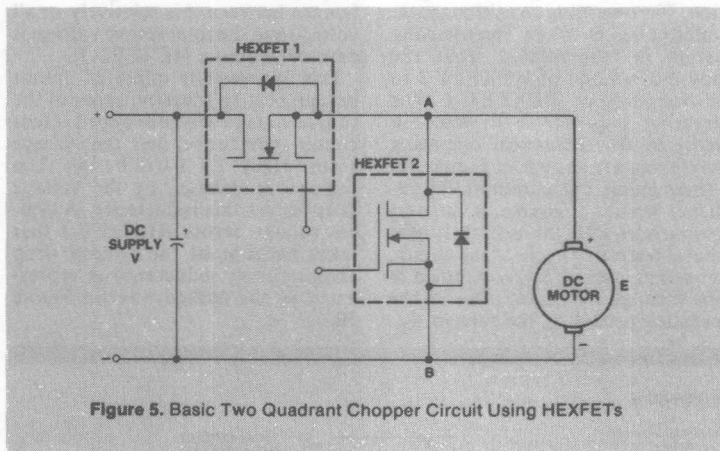 HEXFET 1
A
+
HEXFET 2
DC
SUPPLY
V
+
+
DC
MOTOR
E
−
−
B
Figure 5. Basic Two Quadrant Chopper Circuit Using HEXFETs